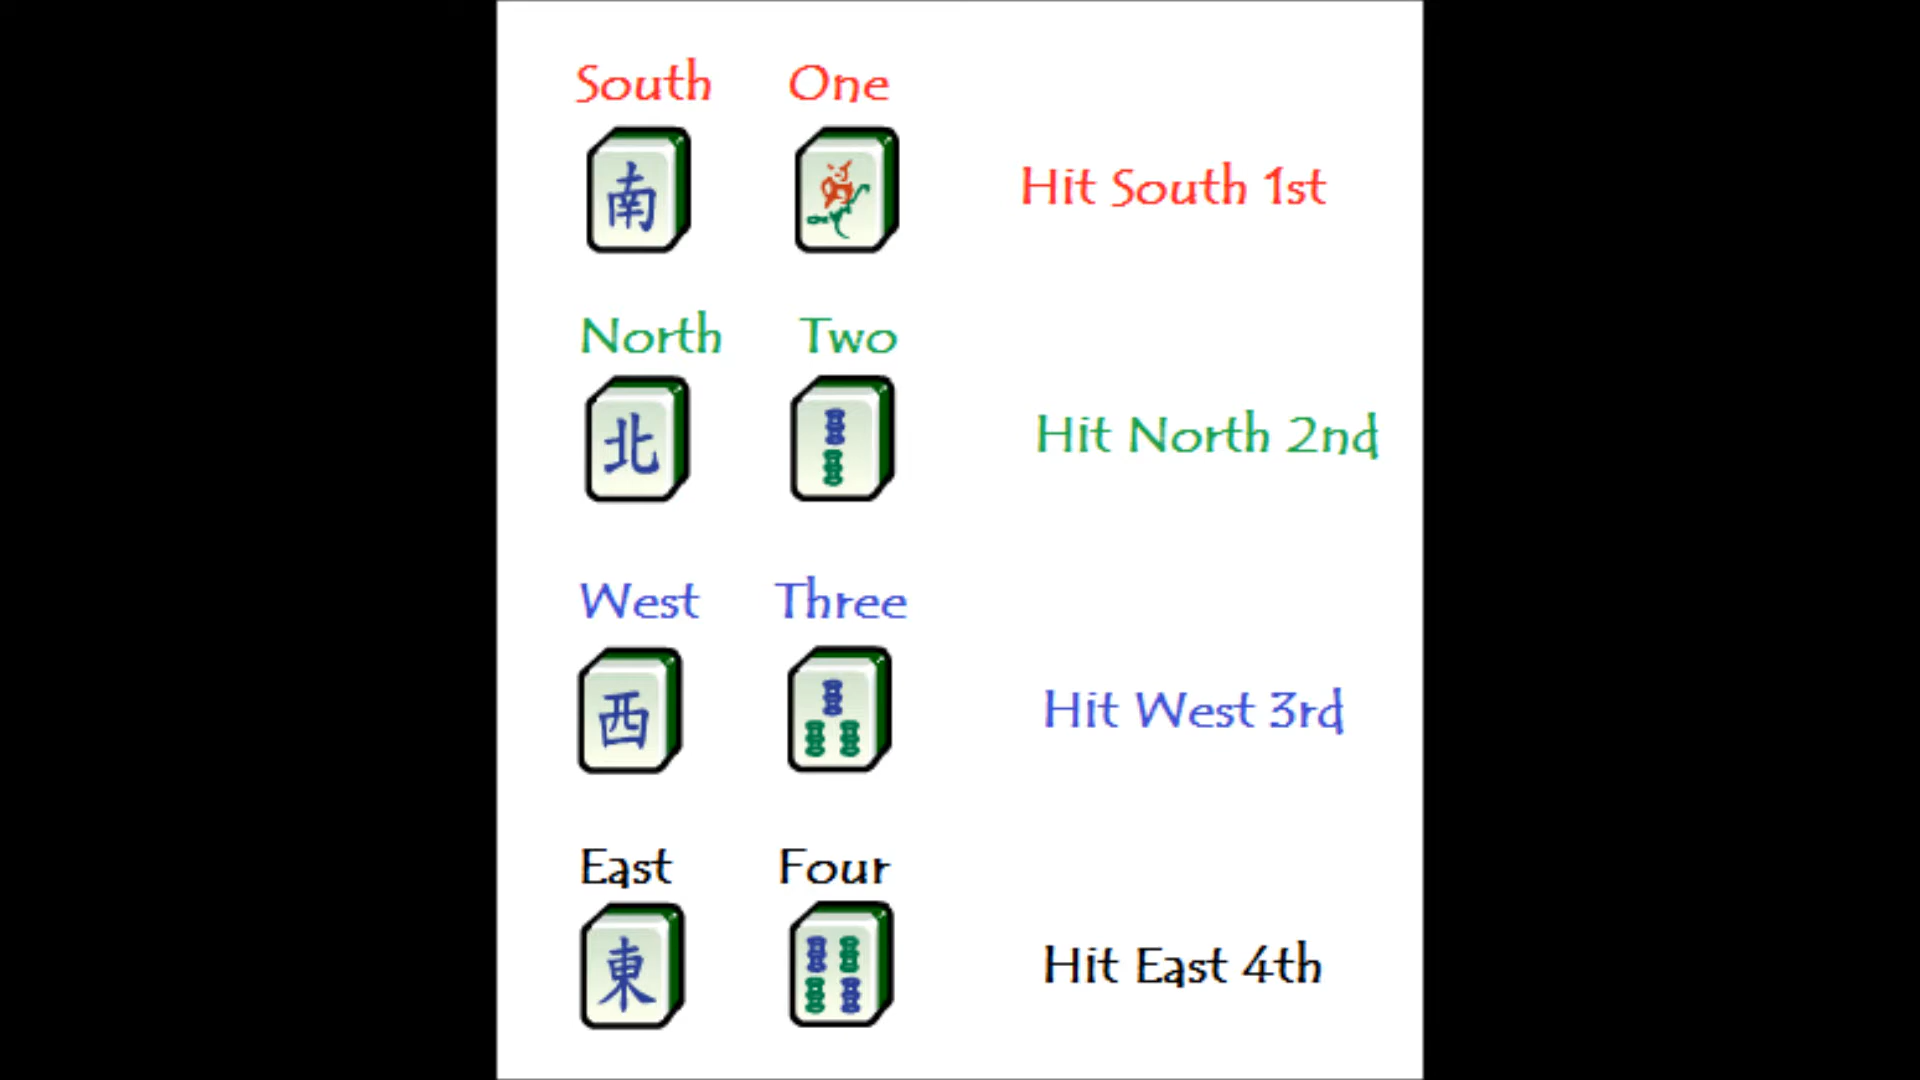 South One
南
Hit South 1st
North Two
北
Hit North 2nd
West Three
西
Hit West 3rd
East Four
東
Hit East 4th